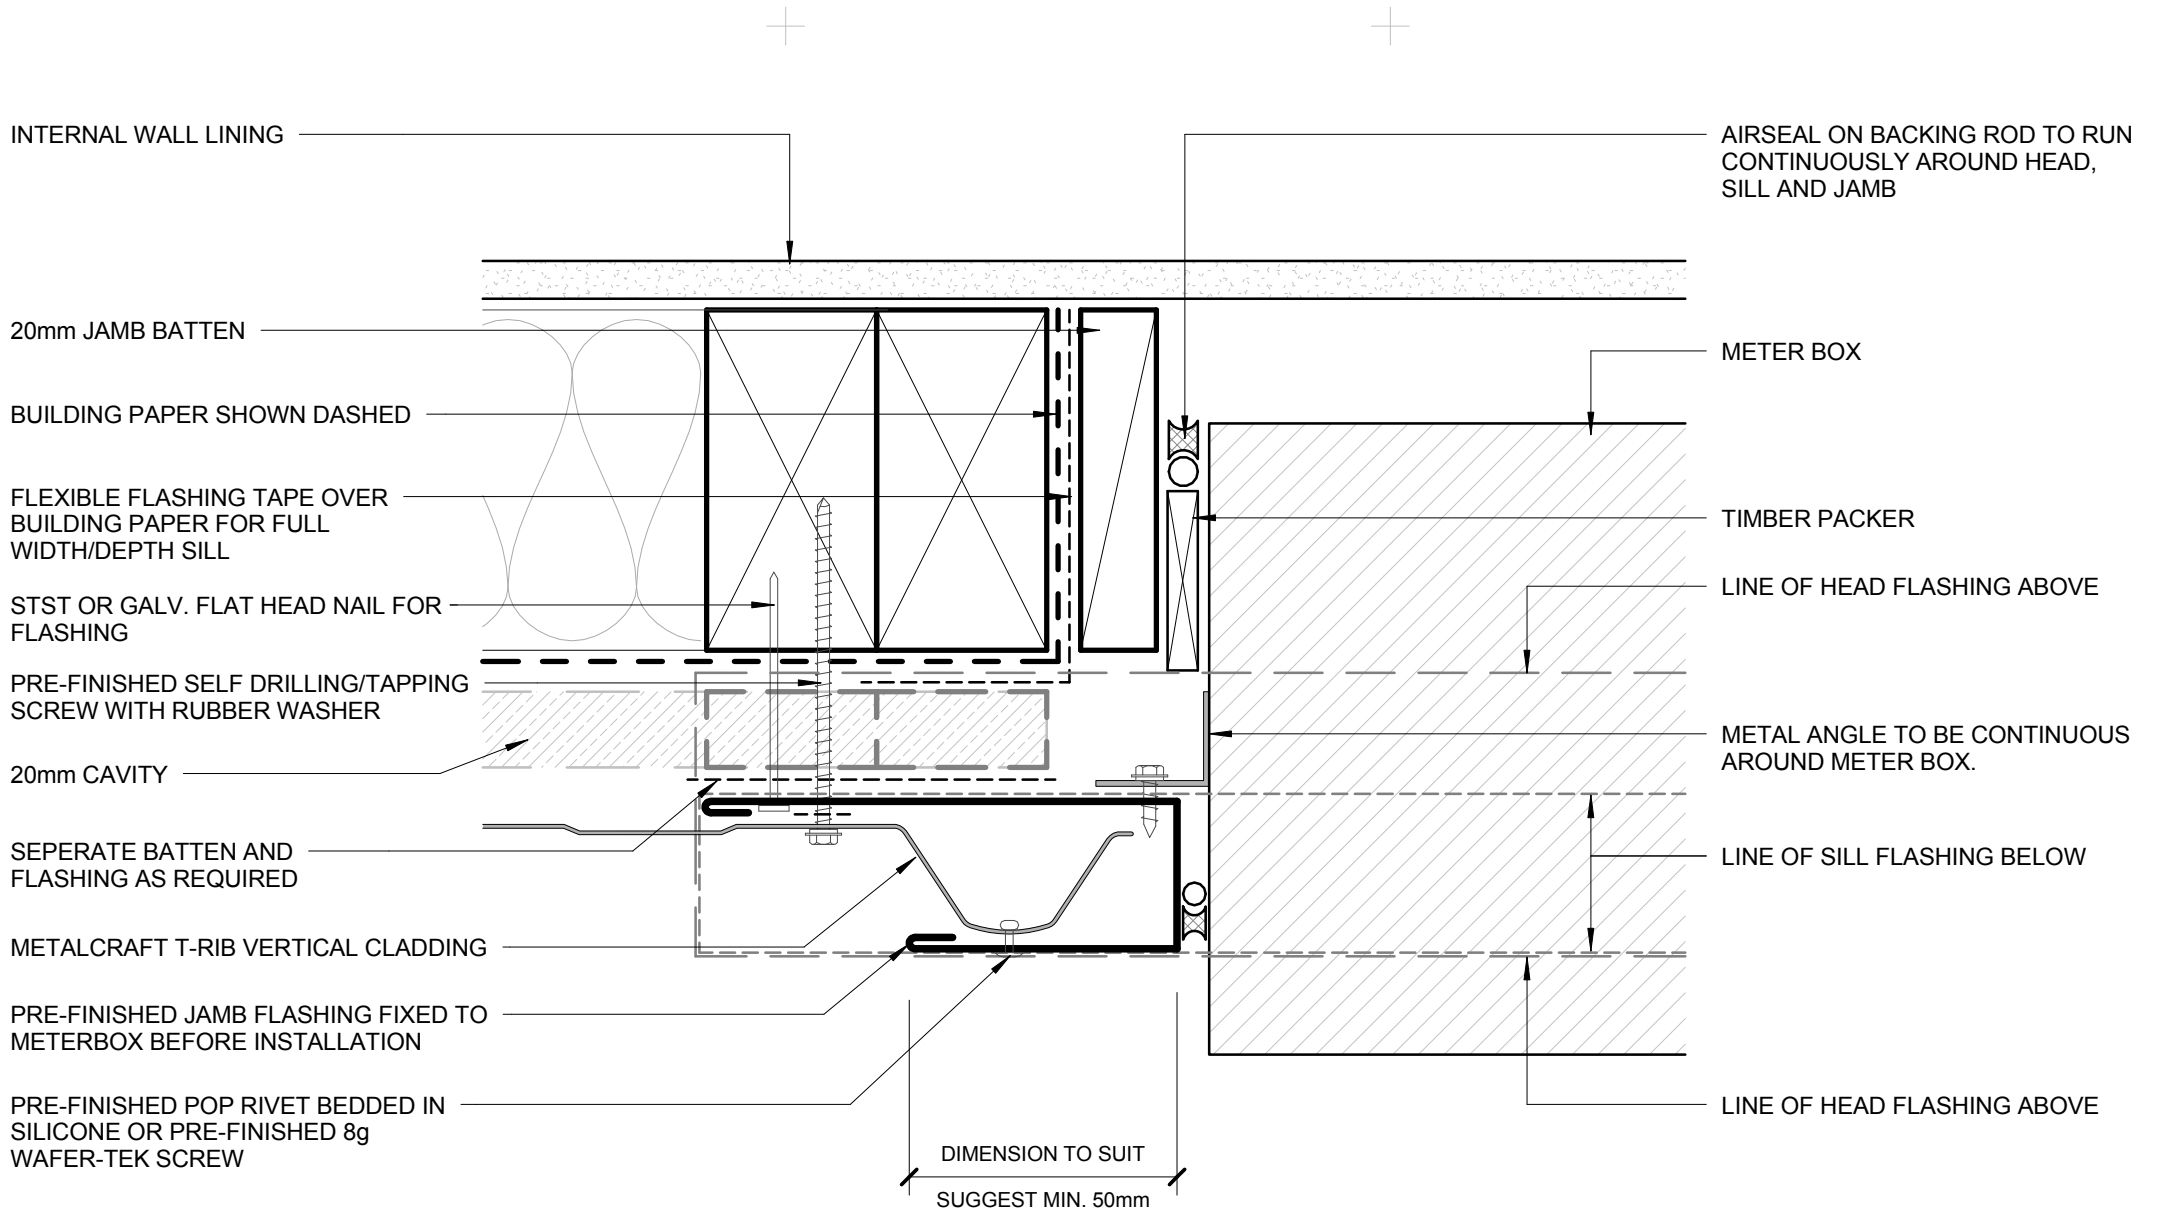 INTERNAL WALL LINING
20mm JAMB BATTEN
BUILDING PAPER SHOWN DASHED
FLEXIBLE FLASHING TAPE OVER
BUILDING PAPER FOR FULL
WIDTH/DEPTH SILL
STST OR GALV. FLAT HEAD NAIL FOR
FLASHING
PRE-FINISHED SELF DRILLING/TAPPING
SCREW WITH RUBBER WASHER
20mm CAVITY
SEPERATE BATTEN AND
FLASHING AS REQUIRED
METALCRAFT T-RIB VERTICAL CLADDING
PRE-FINISHED JAMB FLASHING FIXED TO
METERBOX BEFORE INSTALLATION
PRE-FINISHED POP RIVET BEDDED IN
SILICONE OR PRE-FINISHED 8g
WAFER-TEK SCREW
DIMENSION TO SUIT
SUGGEST MIN. 50mm
AIRSEAL ON BACKING ROD TO RUN
CONTINUOUSLY AROUND HEAD,
SILL AND JAMB
METER BOX
TIMBER PACKER
LINE OF HEAD FLASHING ABOVE
METAL ANGLE TO BE CONTINUOUS
AROUND METER BOX.
LINE OF SILL FLASHING BELOW
LINE OF HEAD FLASHING ABOVE